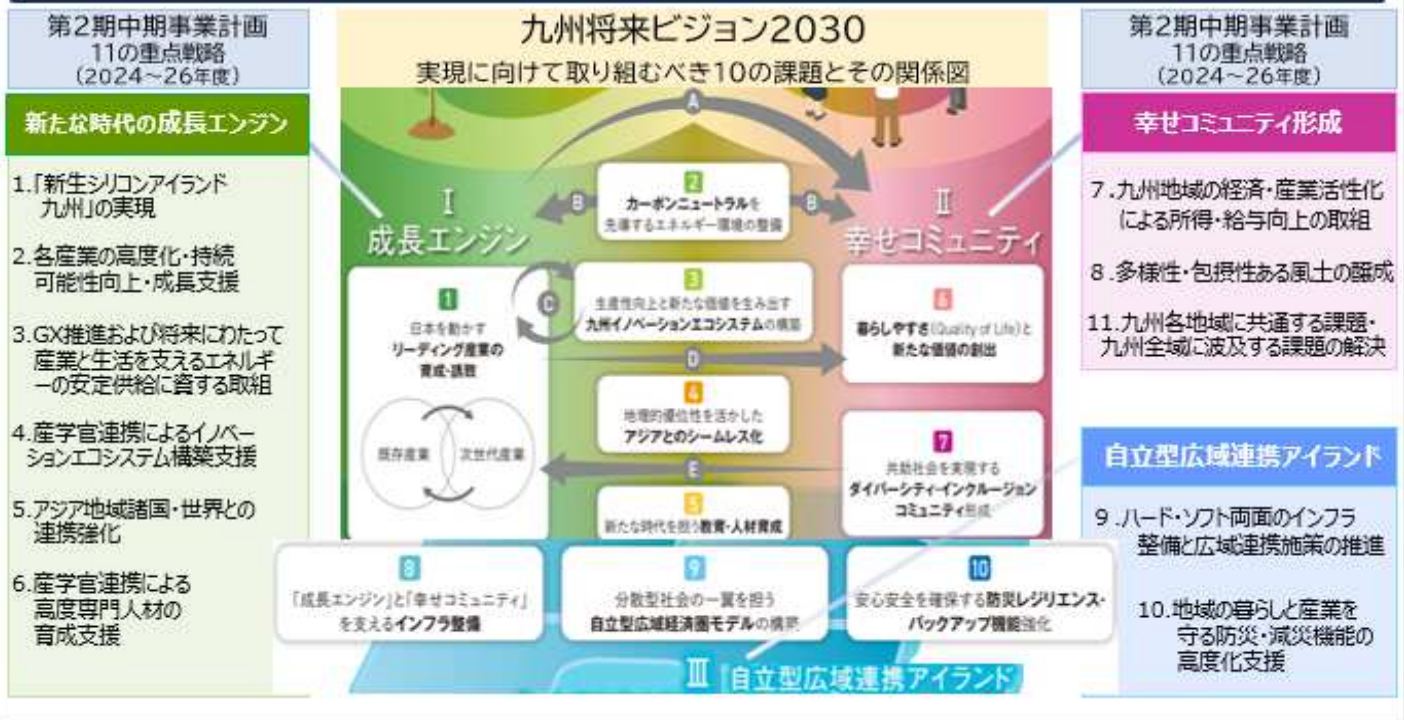 第2期中期事業計画
11の重点戦略
(2024～26年度)
新たな時代の成長エンジン
1.「新生シリコンアイランド
九州」の実現
2.各産業の高度化・持続
可能性向上・成長支援
3.GX推進および将来にわたって
産業と生活を支えるエネルギ
ーの安定供給に資する取組
4.産学官連携によるイノベー
ションエコシステム構築支援
5.アジア地域諸国・世界との
連携強化
6.産学官連携による
高度専門人材の
育成支援
九州将来ビジョン2030
実現に向けて取り組むべき10の課題とその関係図
A
I
成長エンジン
B
2
カーボンニュートラルを
先導するエネルギー環境の整備
B
II
幸せコミュニティ
1
日本を動かす
リーディング産業の
育成・誘致
既存産業
次世代産業
C
3
生産性向上と新たな価値を生み出す
九州イノベーションエコシステムの構築
D
4
地理的優位性を活かした
アジアとのシームレス化
E
5
新たな時代を担う教育・人材育成
6
暮らしやすさ(Quality of Life)と
新たな価値の創出
7
共助社会を実現する
ダイバーシティ・インクルージョン
コミュニティ形成
8
「成長エンジン」と「幸せコミュニティ」
を支えるインフラ整備
9
分散型社会の一翼を担う
自立型広域経済圏モデルの構築
10
安心安全を確保する防災レジリエンス・
バックアップ機能強化
III 自立型広域連携アイランド
第2期中期事業計画
11の重点戦略
(2024～26年度)
幸せコミュニティ形成
7.九州地域の経済・産業活性化
による所得・給与向上の取組
8.多様性・包摂性ある風土の醸成
11.九州各地域に共通する課題・
九州全域に波及する課題の解決
自立型広域連携アイランド
9.ハード・ソフト両面のインフラ
整備と広域連携施策の推進
10.地域の暮らしと産業を
守る防災・減災機能の
高度化支援